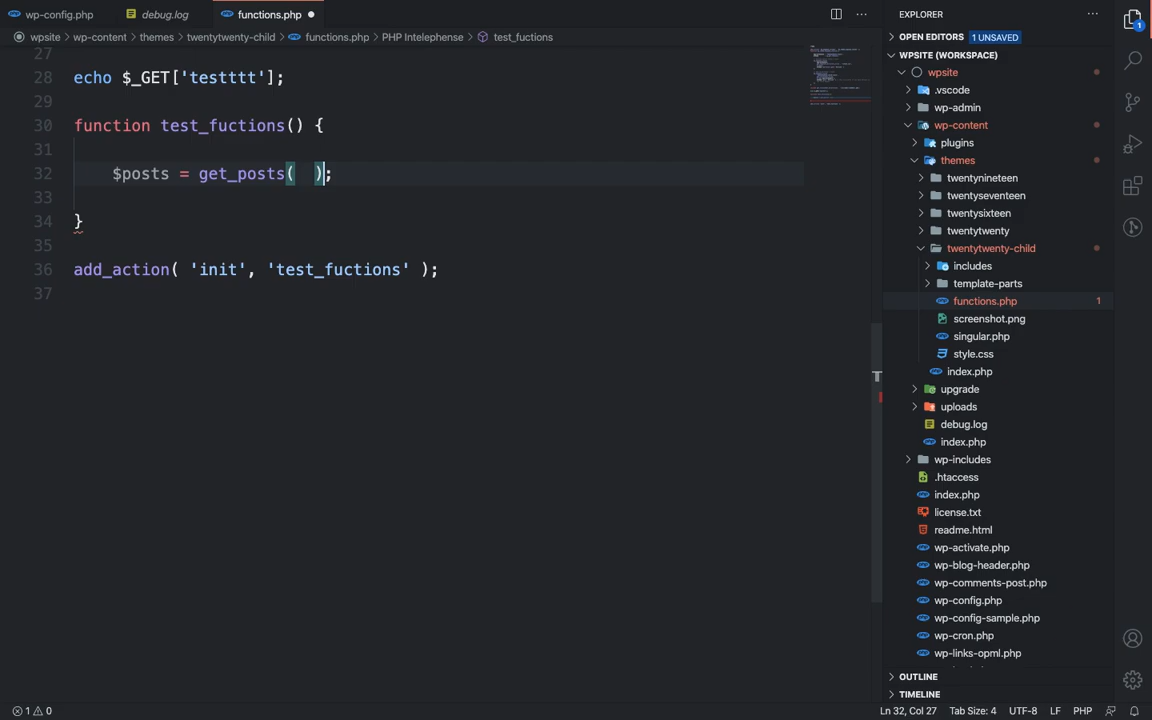 wp-config.php debug.log functions.php
wpsite > wp-content > themes > twentytwenty-child > functions.php > PHP Intelephense > test_fuctions
27
28 echo $_GET['testttt'];
29
30 function test_fuctions() {
31
32 $posts = get_posts(  );
33
34 }
35
36 add_action( 'init', 'test_fuctions' );
37
EXPLORER
OPEN EDITORS 1 UNSAVED
WPSITE (WORKSPACE)
wpsite
.vscode
wp-admin
wp-content
plugins
themes
twentynineteen
twentyseventeen
twentysixteen
twentytwenty
twentytwenty-child
includes
template-parts
functions.php 1
screenshot.png
singular.php
style.css
index.php
upgrade
uploads
debug.log
index.php
wp-includes
.htaccess
index.php
license.txt
readme.html
wp-activate.php
wp-blog-header.php
wp-comments-post.php
wp-config.php
wp-config-sample.php
wp-cron.php
wp-links-opml.php
OUTLINE
TIMELINE
1
1 0 Ln 32, Col 27 Tab Size: 4 UTF-8 LF PHP